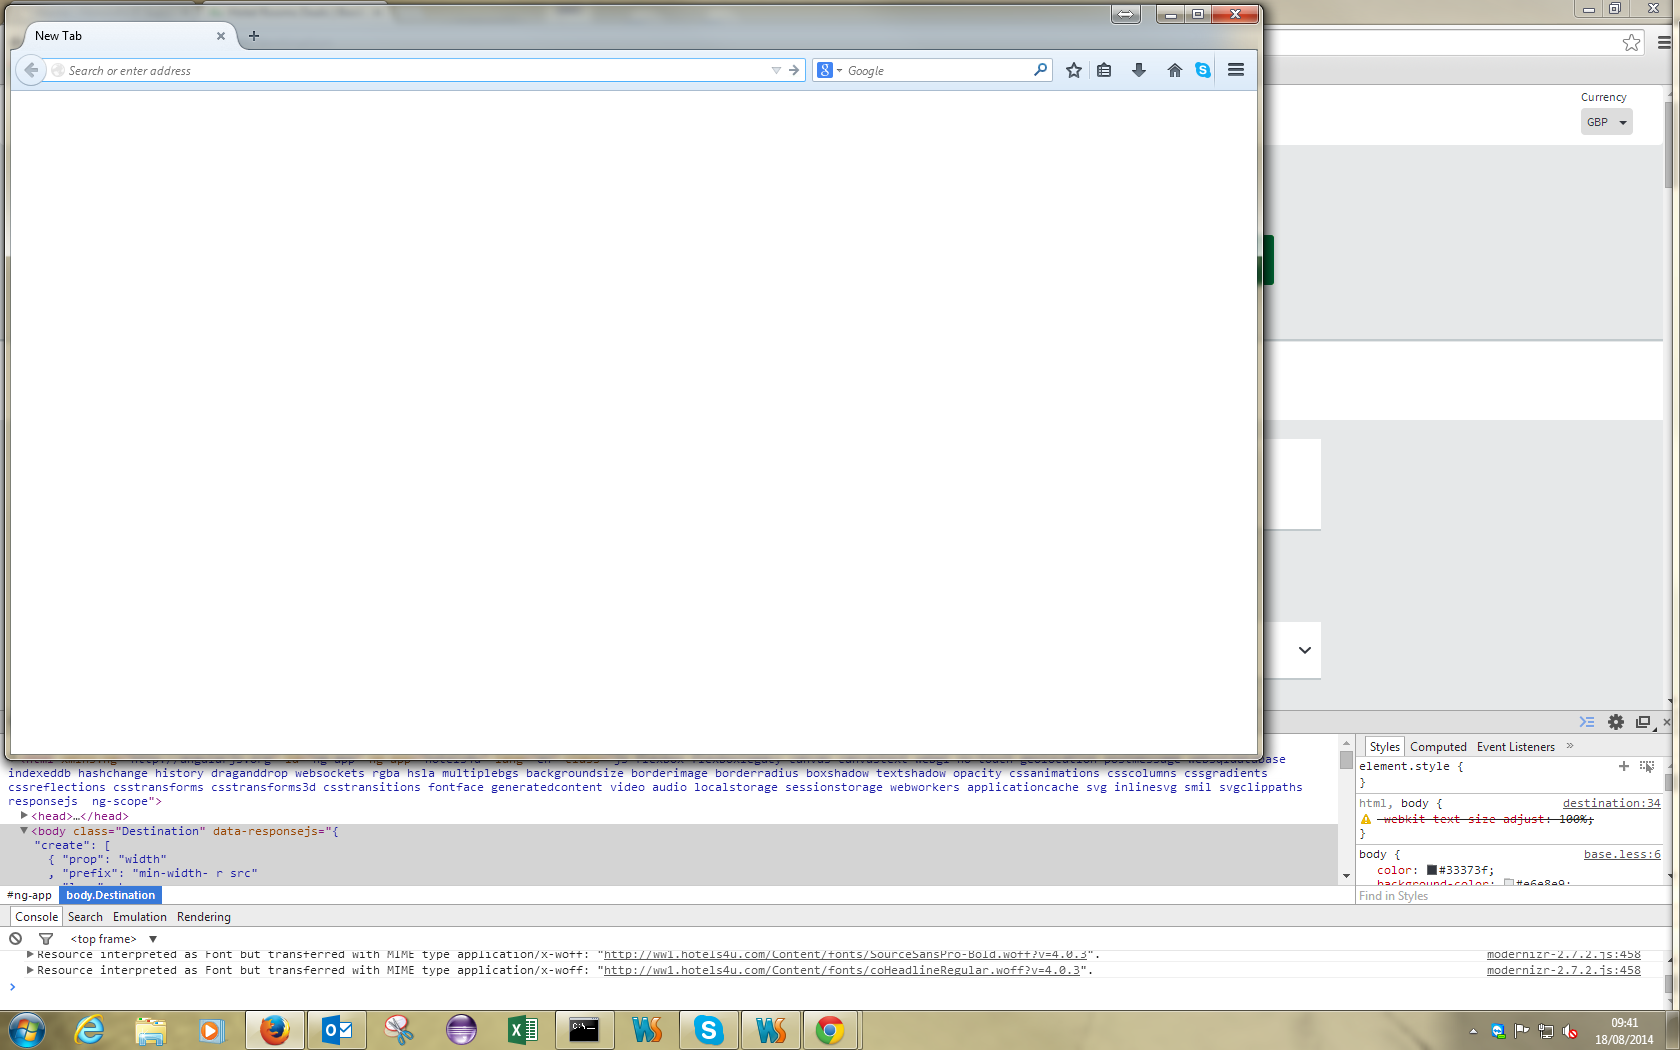 New Tab
Search or enter address
Google
Currency
GBP
indexeddb hashchange history draganddrop websockets rgba hsla multiplebgs backgroundsize borderimage borderradius boxshadow textshadow opacity cssanimations csscolumns cssgradients
cssreflections csstransforms csstransforms3d csstransitions fontface generatedcontent video audio localstorage sessionstorage webworkers applicationcache svg inlinesvg smil svgclippaths
responsejs ng-scope">
<head>…</head>
<body class="Destination" data-responsejs="{
"create": [
{ "prop": "width"
, "prefix": "min-width- r src"
#ng-app body.Destination
Styles Computed Event Listeners »
element.style {
}
html, body { destination:34
-webkit-text-size-adjust: 100%;
}
body { base.less:6
color: #33373f;
background-color: #e6e8e9;
Find in Styles
Console Search Emulation Rendering
<top frame>
Resource interpreted as Font but transferred with MIME type application/x-woff: "http://ww1.hotels4u.com/Content/fonts/SourceSansPro-Bold.woff?v=4.0.3". modernizr-2.7.2.js:458
Resource interpreted as Font but transferred with MIME type application/x-woff: "http://ww1.hotels4u.com/Content/fonts/coHeadlineRegular.woff?v=4.0.3". modernizr-2.7.2.js:458
09:41
18/08/2014